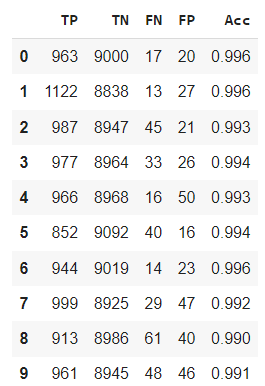 TP TN FN FP Acc
0 963 9000 17 20 0.996
1 1122 8838 13 27 0.996
2 987 8947 45 21 0.993
3 977 8964 33 26 0.994
4 966 8968 16 50 0.993
5 852 9092 40 16 0.994
6 944 9019 14 23 0.996
7 999 8925 29 47 0.992
8 913 8986 61 40 0.990
9 961 8945 48 46 0.991